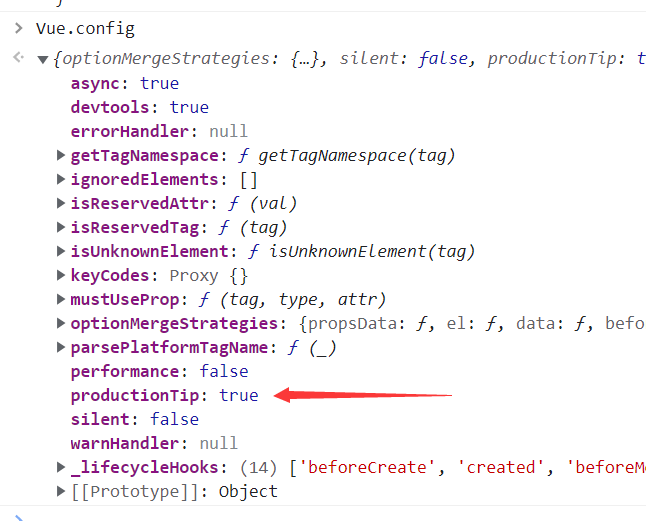 Vue.config
{optionMergeStrategies: {…}, silent: false, productionTip: t
async: true
devtools: true
errorHandler: null
getTagNamespace: ƒ getTagNamespace(tag)
ignoredElements: []
isReservedAttr: ƒ (val)
isReservedTag: ƒ (tag)
isUnknownElement: ƒ isUnknownElement(tag)
keyCodes: Proxy {}
mustUseProp: ƒ (tag, type, attr)
optionMergeStrategies: {propsData: ƒ, el: ƒ, data: ƒ, befo
parsePlatformTagName: ƒ (_)
performance: false
productionTip: true
silent: false
warnHandler: null
_lifecycleHooks: (14) ['beforeCreate', 'created', 'beforeMo
[[Prototype]]: Object